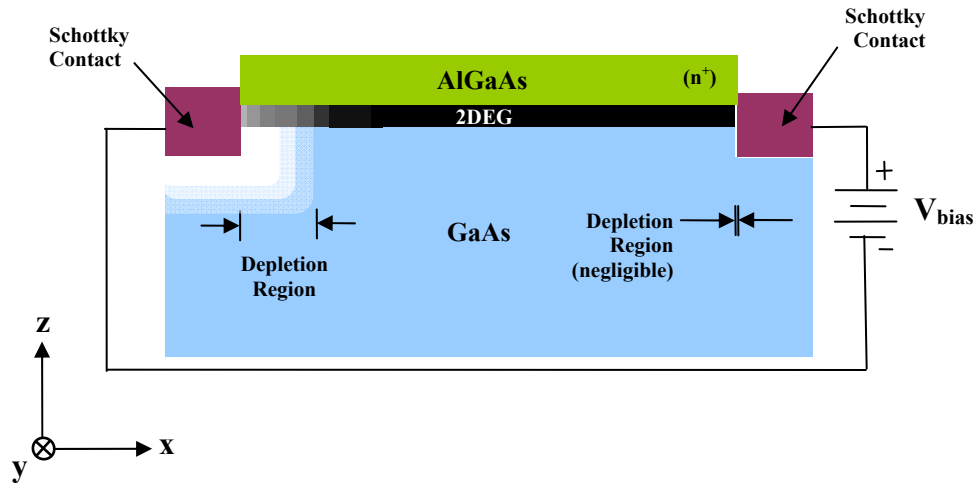 Schottky
Contact
Schottky
Contact
AlGaAs
(n+)
2DEG
+
Vbias
-
GaAs
Depletion
Region
(negligible)
Depletion
Region
z
x
y